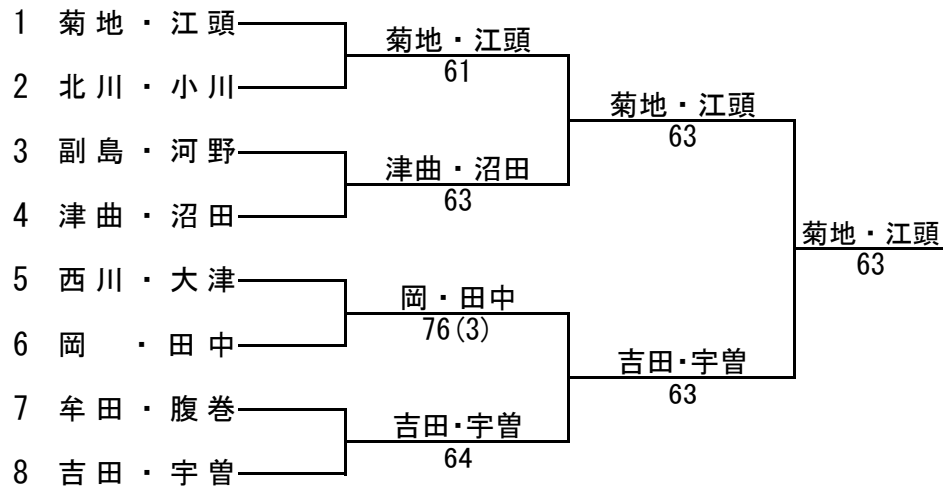 1 菊地・江頭
2 北川・小川
3 副島・河野
4 津曲・沼田
5 西川・大津
6 岡・田中
7 牟田・腹巻
8 吉田・宇曽
菊地・江頭
61
津曲・沼田
63
岡・田中
76(3)
吉田・宇曽
64
菊地・江頭
63
吉田・宇曽
63
菊地・江頭
63